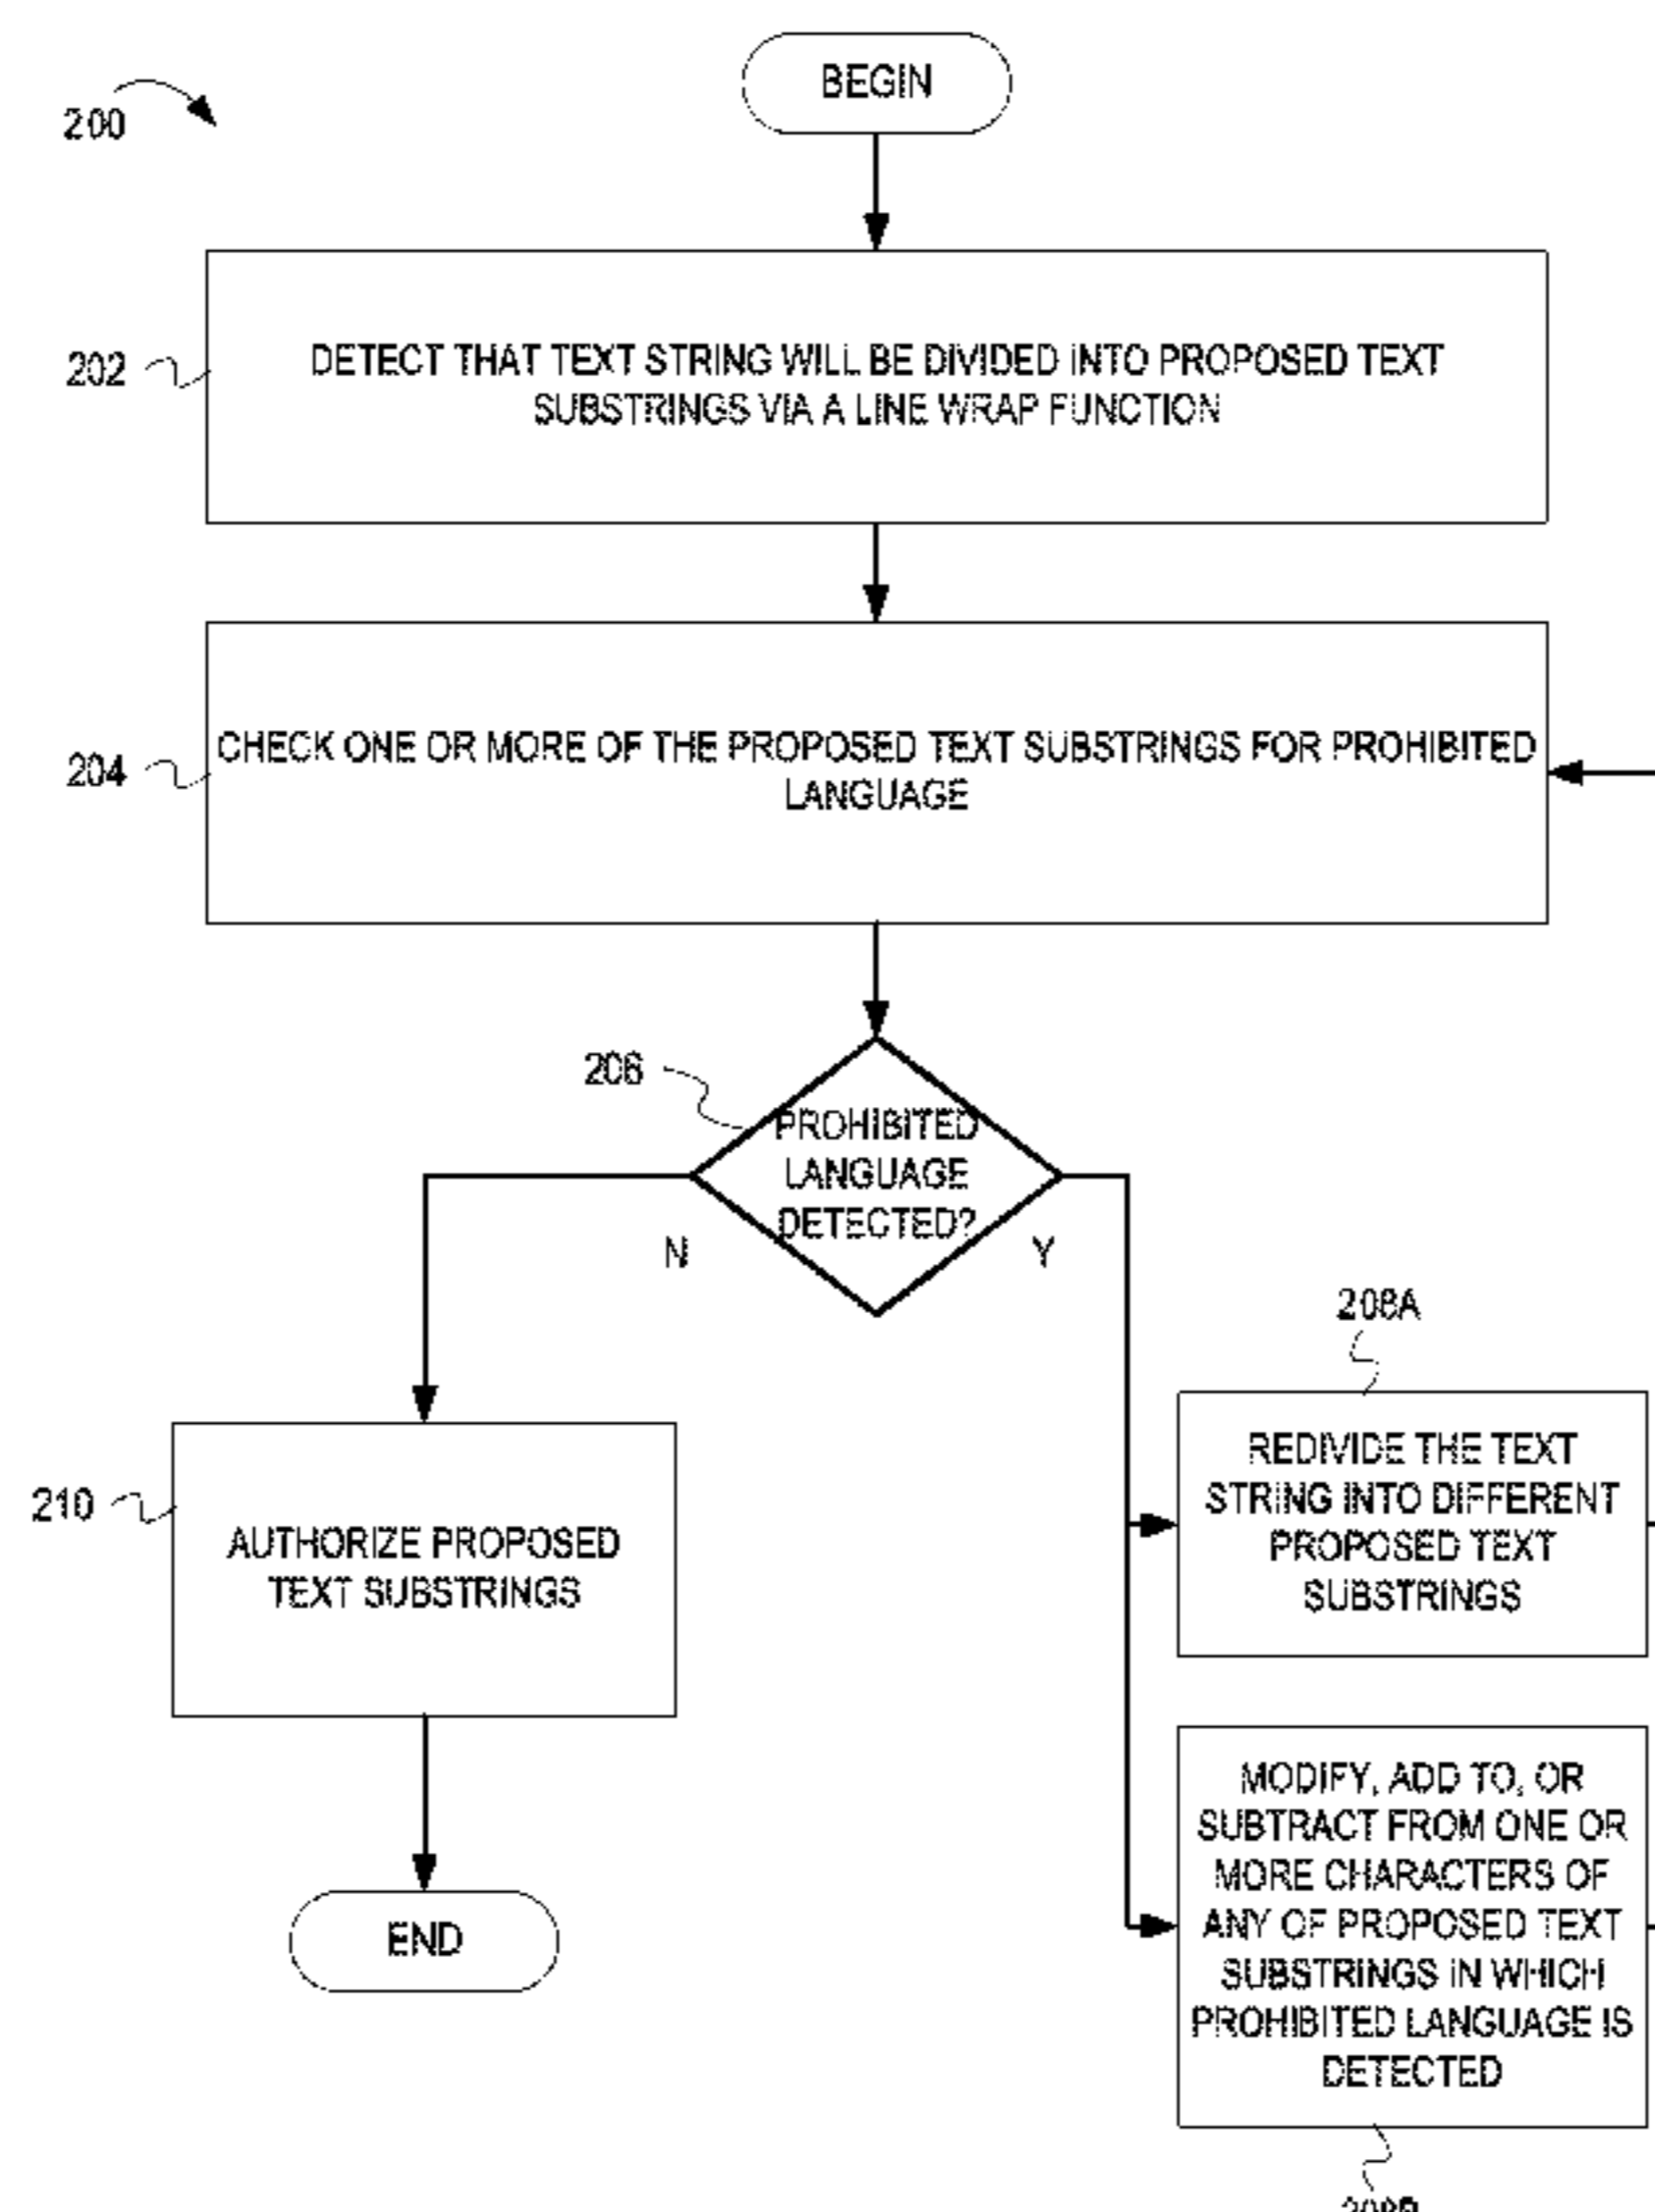 BEGIN
200
202
DETECT THAT TEXT STRING WILL BE DIVIDED INTO PROPOSED TEXT
SUBSTRINGS VIA A LINE WRAP FUNCTION
204
CHECK ONE OR MORE OF THE PROPOSED TEXT SUBSTRINGS FOR PROHIBITED
LANGUAGE
206
PROHIBITED
LANGUAGE
DETECTED?
N
Y
208A
REDIVIDE THE TEXT
STRING INTO DIFFERENT
PROPOSED TEXT
SUBSTRINGS
210
AUTHORIZE PROPOSED
TEXT SUBSTRINGS
MODIFY, ADD TO, OR
SUBTRACT FROM ONE OR
MORE CHARACTERS OF
ANY OF PROPOSED TEXT
SUBSTRINGS IN WHICH
PROHIBITED LANGUAGE IS
DETECTED
END